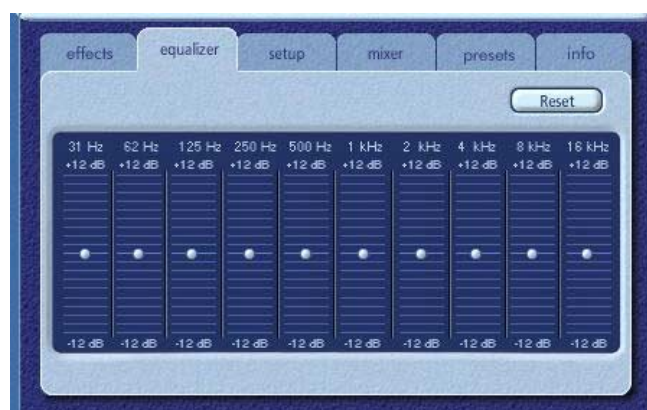 effects equalizer setup mixer presets info
Reset
31 Hz 62 Hz 125 Hz 250 Hz 500 Hz 1 kHz 2 kHz 4 kHz 8 kHz 16 kHz
+12 dB +12 dB +12 dB +12 dB +12 dB +12 dB +12 dB +12 dB +12 dB +12 dB
-12 dB -12 dB -12 dB -12 dB -12 dB -12 dB -12 dB -12 dB -12 dB -12 dB